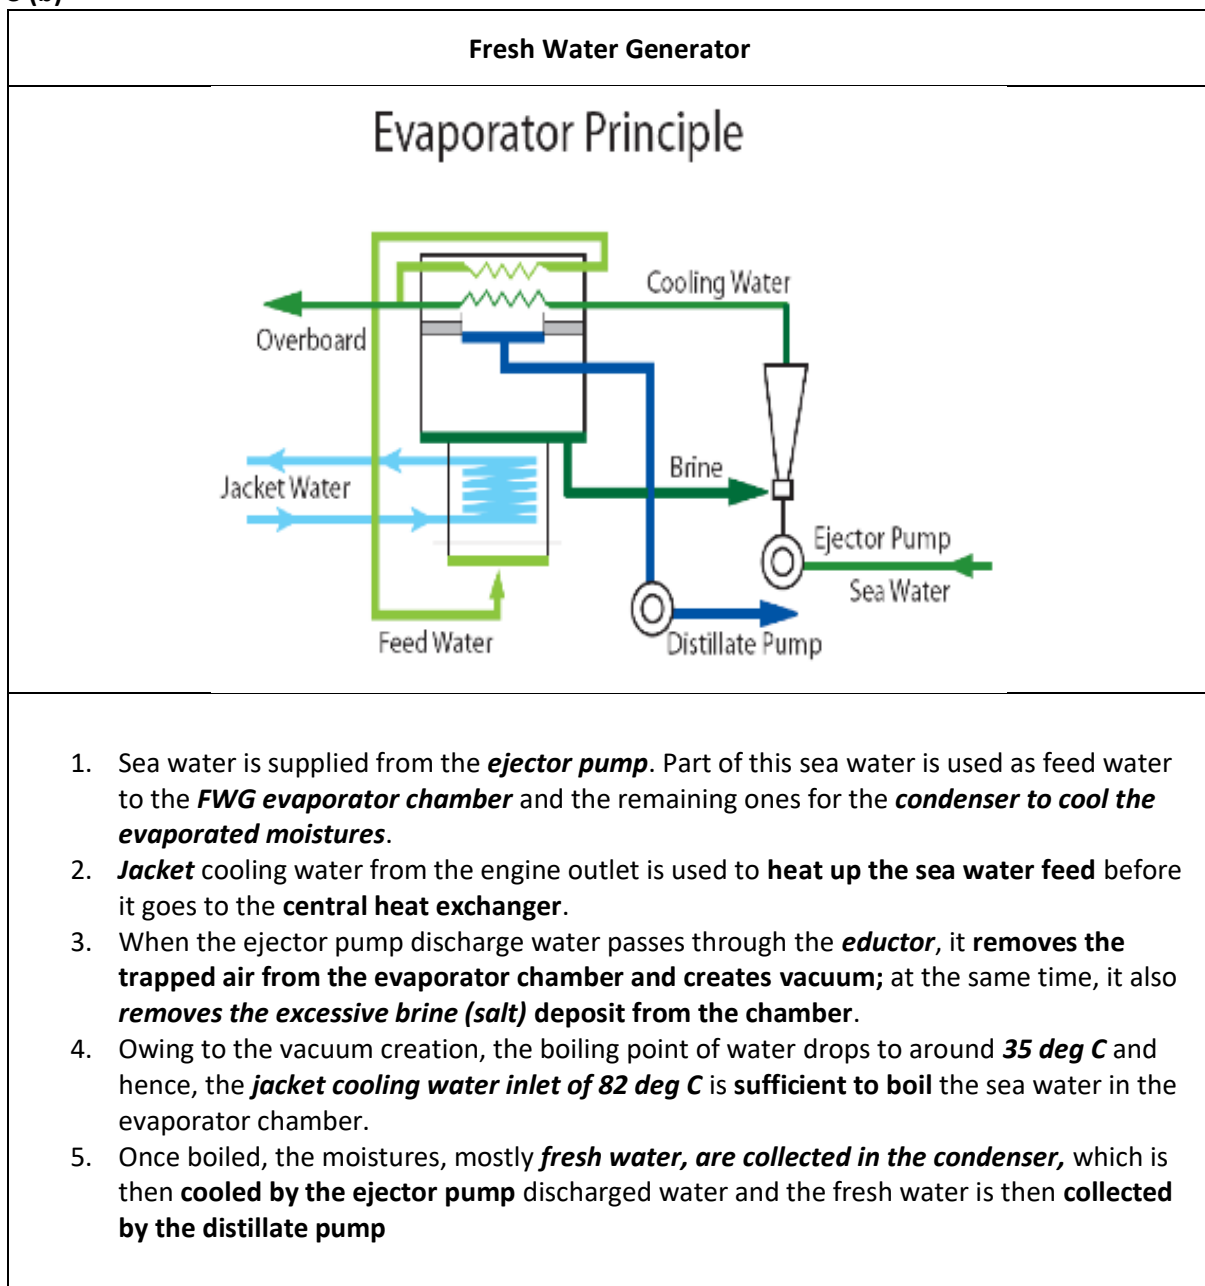 Fresh Water Generator
Evaporator Principle
Cooling Water
Overboard
Brine
Jacket Water
Ejector Pump
Sea Water
Feed Water
Distillate Pump
1. Sea water is supplied from the ejector pump. Part of this sea water is used as feed water
to the FWG evaporator chamber and the remaining ones for the condenser to cool the
evaporated moistures.
2. Jacket cooling water from the engine outlet is used to heat up the sea water feed before
it goes to the central heat exchanger.
3. When the ejector pump discharge water passes through the eductor, it removes the
trapped air from the evaporator chamber and creates vacuum; at the same time, it also
removes the excessive brine (salt) deposit from the chamber.
4. Owing to the vacuum creation, the boiling point of water drops to around 35 deg C and
hence, the jacket cooling water inlet of 82 deg C is sufficient to boil the sea water in the
evaporator chamber.
5. Once boiled, the moistures, mostly fresh water, are collected in the condenser, which is
then cooled by the ejector pump discharged water and the fresh water is then collected
by the distillate pump